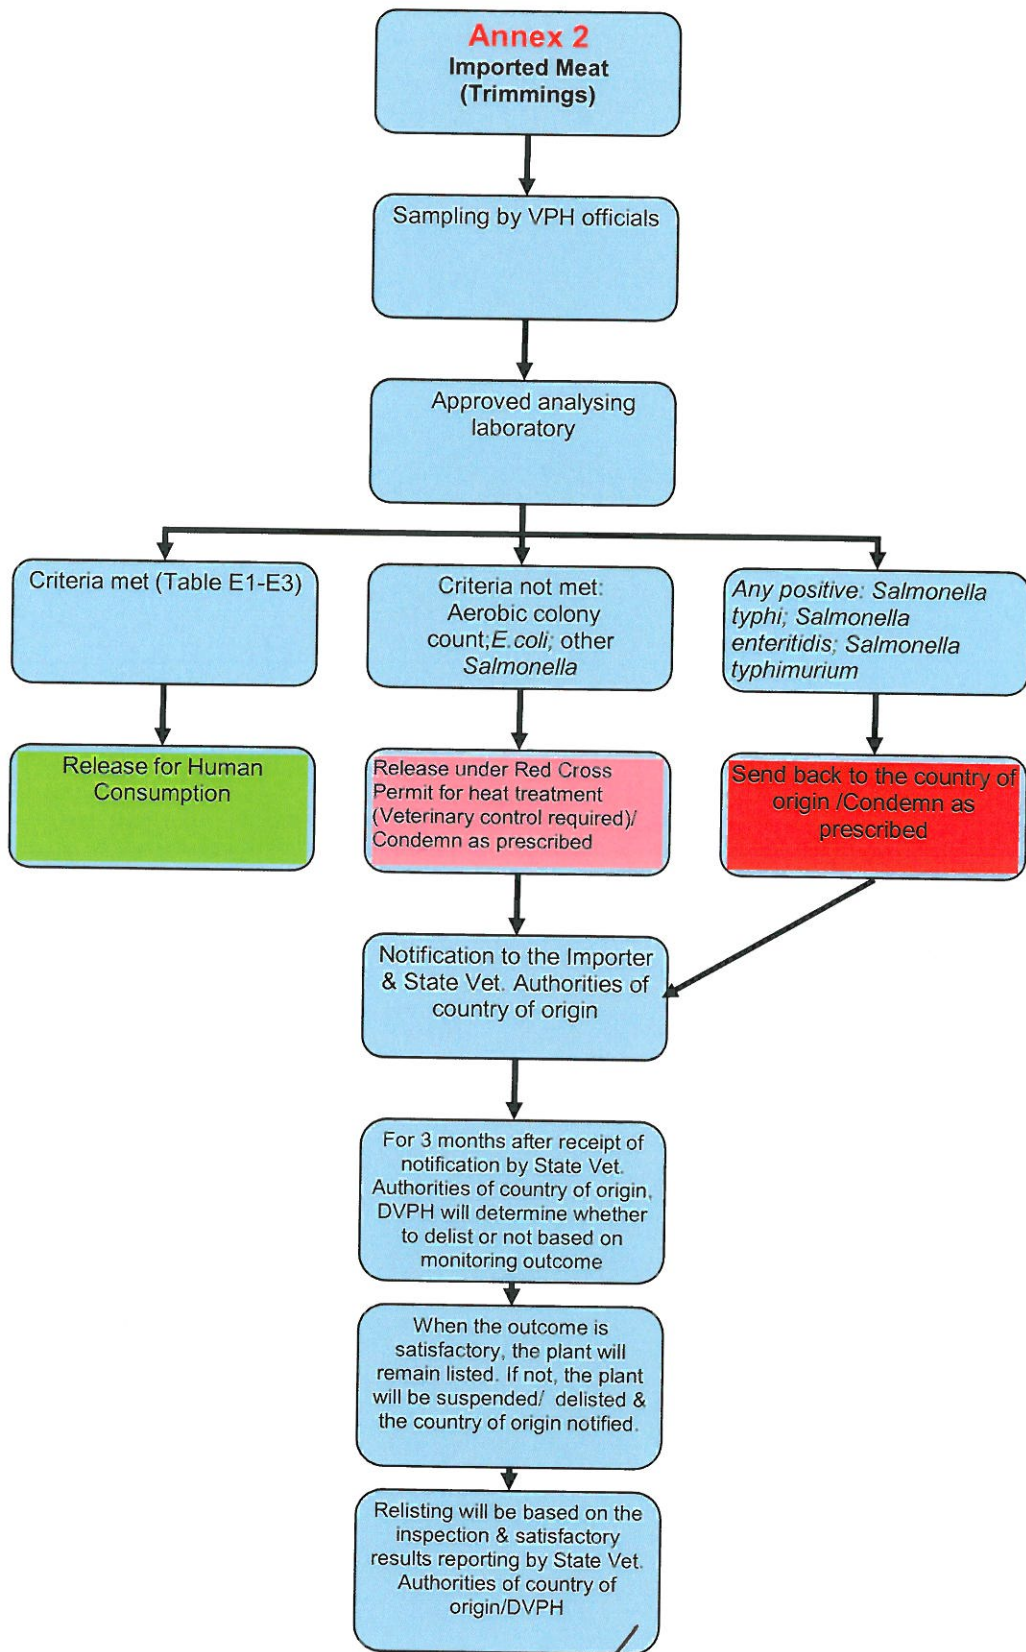 Annex 2
Imported Meat
(Trimmings)
Sampling by VPH officials
Approved analysing
laboratory
Criteria met (Table E1-E3)
Criteria not met:
Aerobic colony
count;E.coli; other
Salmonella
Any positive: Salmonella
typhi; Salmonella
enteritidis; Salmonella
typhimurium
Release for Human
Consumption
Release under Red Cross
Permit for heat treatment
(Veterinary control required)/
Condemn as prescribed
Send back to the country of
origin /Condemn as
prescribed
Notification to the Importer
& State Vet. Authorities of
country of origin
For 3 months after receipt of
notification by State Vet.
Authorities of country of origin,
DVPH will determine whether
to delist or not based on
monitoring outcome
When the outcome is
satisfactory, the plant will
remain listed. If not, the plant
will be suspended/ delisted &
the country of origin notified.
Relisting will be based on the
inspection & satisfactory
results reporting by State Vet.
Authorities of country of
origin/DVPH